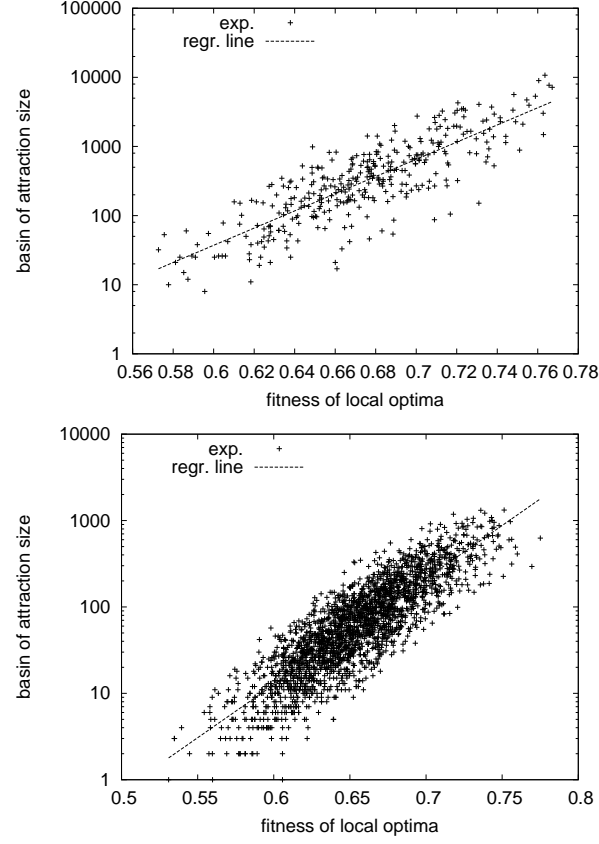 100000
exp.
regr. line
10000
1000
100
10
1
basin of attraction size
0.56 0.58 0.6 0.62 0.64 0.66 0.68 0.7 0.72 0.74 0.76 0.78
fitness of local optima
10000
exp.
regr. line
1000
100
10
1
basin of attraction size
0.5 0.55 0.6 0.65 0.7 0.75 0.8
fitness of local optima